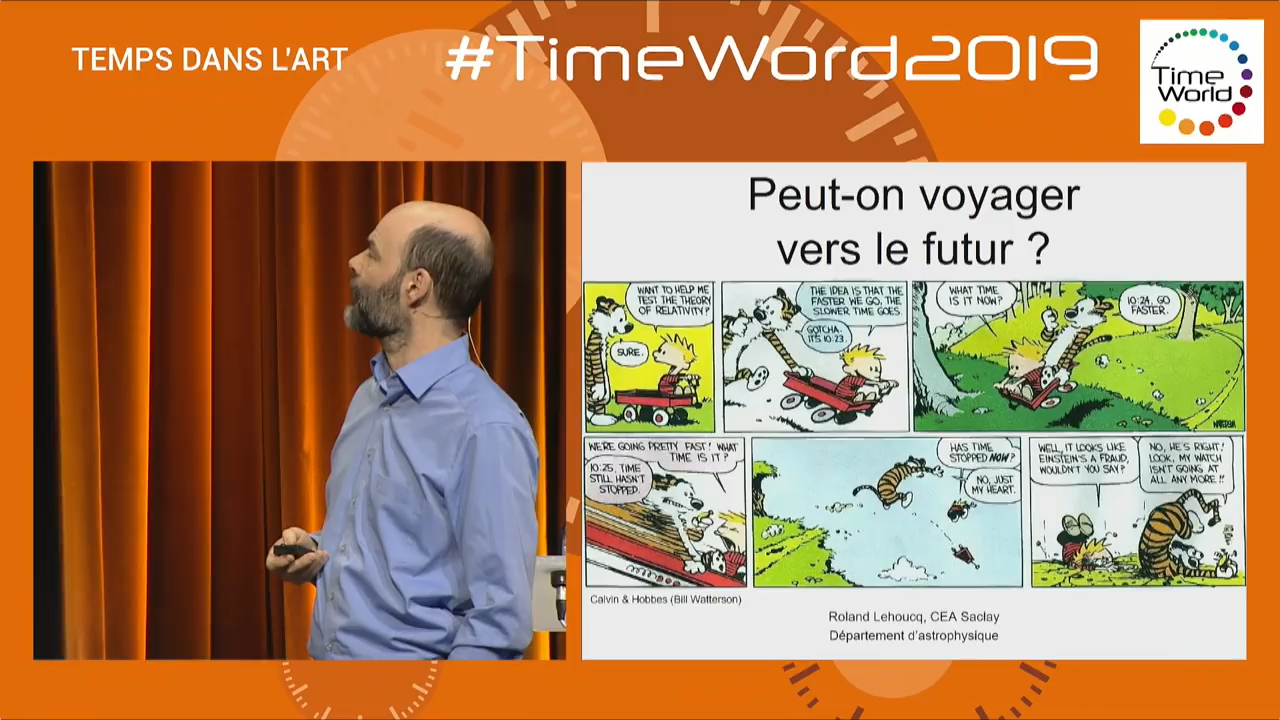 TEMPS DANS L'ART
#TimeWord2019
Time
World
Peut-on voyager
vers le futur ?
WANT TO HELP ME
TEST THE THEORY
OF RELATIVITY?
SURE.
THE IDEA IS THAT THE
FASTER WE GO, THE
SLOWER TIME GOES.
GOTCHA.
IT'S 10:23.
WHAT TIME
IS IT NOW?
10:24. GO
FASTER.
WE'RE GOING PRETTY FAST! WHAT
TIME IS IT?
10:25. TIME
STILL HASN'T
STOPPED.
HAS TIME
STOPPED NOW?
NO, JUST
MY HEART.
WELL, IT LOOKS LIKE
EINSTEIN'S A FRAUD,
WOULDN'T YOU SAY?
NO, HE'S RIGHT!
LOOK, MY WATCH
ISN'T GOING AT
ALL ANY MORE!!
Calvin & Hobbes (Bill Watterson)
Roland Lehoucq, CEA Saclay
Département d'astrophysique